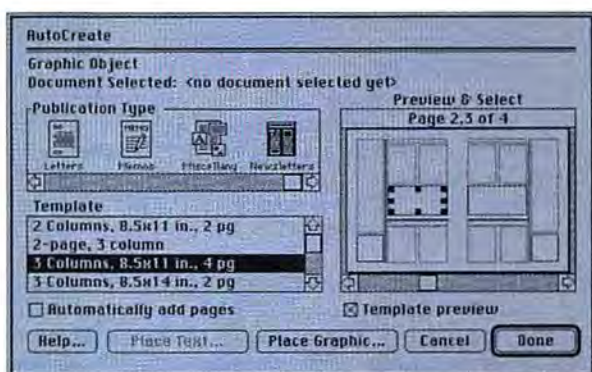 AutoCreate
Graphic Object
Document Selected: <no document selected yet>
Publication Type
Letters Memos Miscellany Newsletters
Template
2 Columns, 8.5x11 in., 2 pg
2-page, 3 column
3 Columns, 8.5x11 in., 4 pg
3 Columns, 8.5x14 in., 2 pg
Automatically add pages
Preview & Select
Page 2,3 of 4
Template preview
Help... Place Text... Place Graphic... Cancel Done